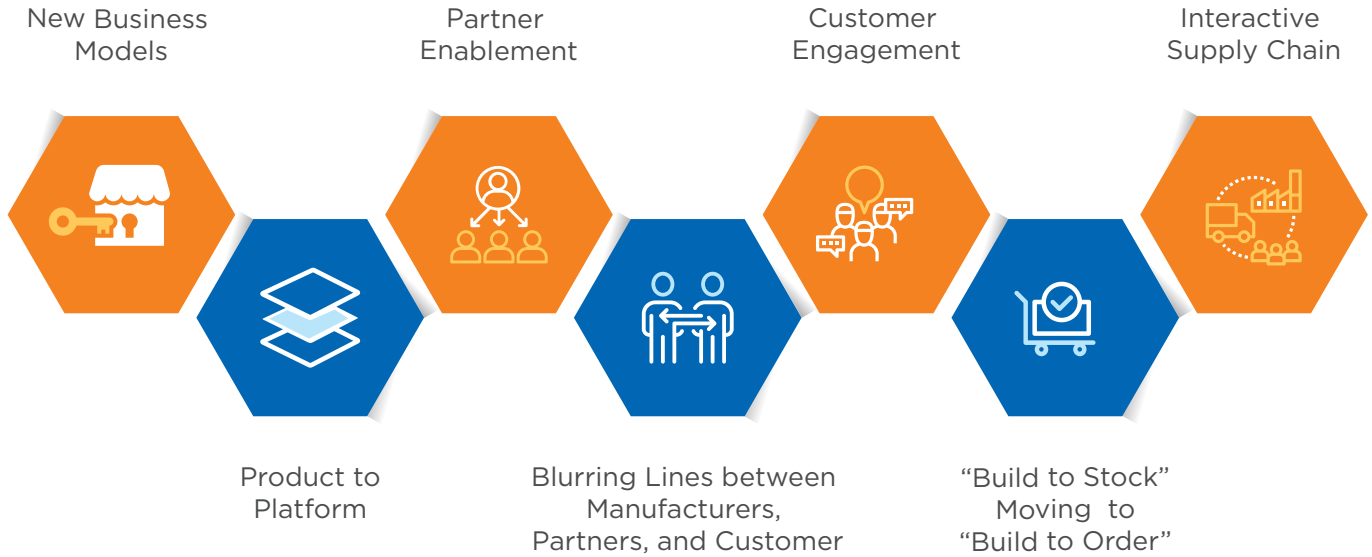 New Business
Models
Partner
Enablement
Customer
Engagement
Interactive
Supply Chain
Product to
Platform
Blurring Lines between
Manufacturers,
Partners, and Customer
“Build to Stock”
Moving to
“Build to Order”